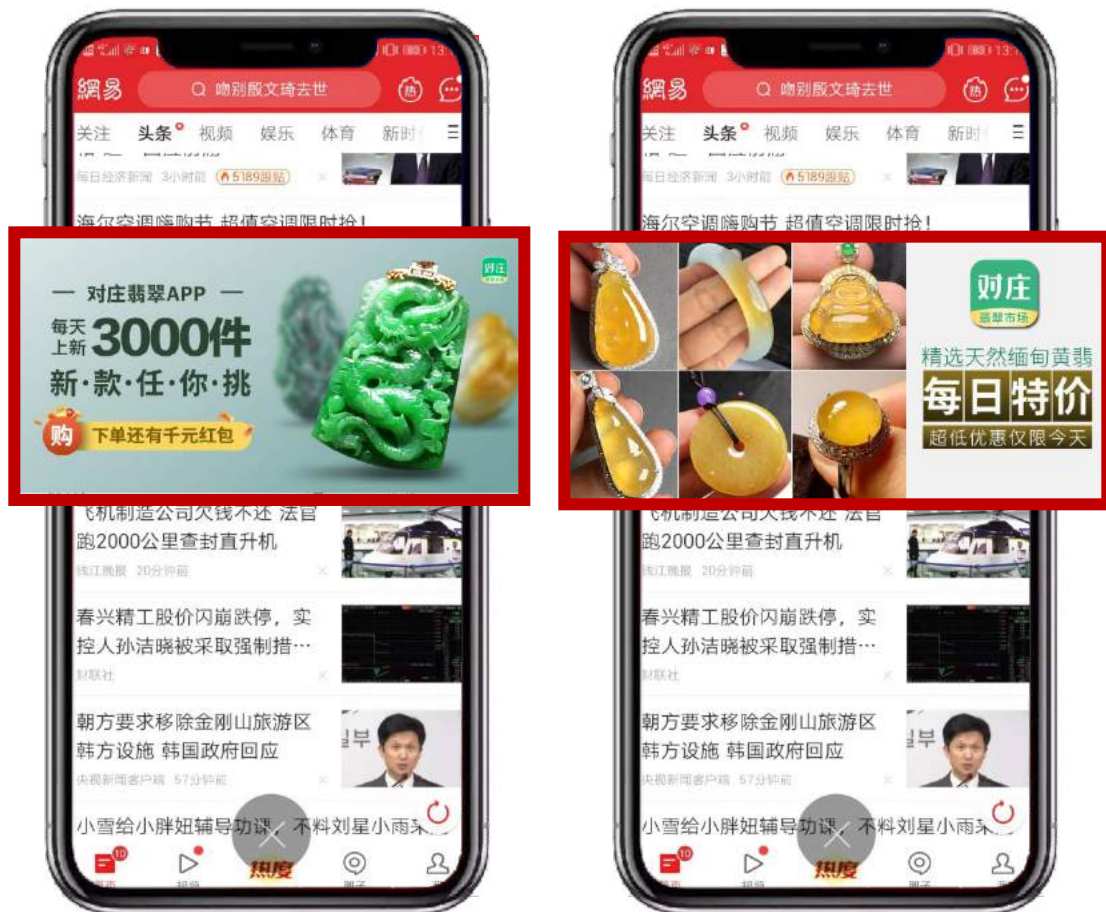 網易
吻别殷文琦去世
热
关注 头条 视频 娱乐 体育 新时
每日经济新闻 3小时前 5189跟贴
海尔空调嗨购节 超值空调限时抢！
对庄翡翠APP
对庄
每天上新3000件
新·款·任·你·挑
购 下单还有千元红包
飞机制造公司欠钱不还 法官
跑2000公里查封直升机
钱江晚报 20分钟前
春兴精工股价闪崩跌停，实
控人孙洁晓被采取强制措…
财联社
朝方要求移除金刚山旅游区
韩方设施 韩国政府回应
央视新闻客户端 57分钟前
小雪给小胖妞辅导功课，不料刘星小雨
10
热度
網易
吻别殷文琦去世
热
关注 头条 视频 娱乐 体育 新时
每日经济新闻 3小时前 5189跟贴
海尔空调嗨购节 超值空调限时抢！
对庄
翡翠市场
精选天然缅甸黄翡
每日特价
超低优惠仅限今天
飞机制造公司欠钱不还 法官
跑2000公里查封直升机
钱江晚报 20分钟前
春兴精工股价闪崩跌停，实
控人孙洁晓被采取强制措…
财联社
朝方要求移除金刚山旅游区
韩方设施 韩国政府回应
央视新闻客户端 57分钟前
小雪给小胖妞辅导功课，不料刘星小雨
10
热度